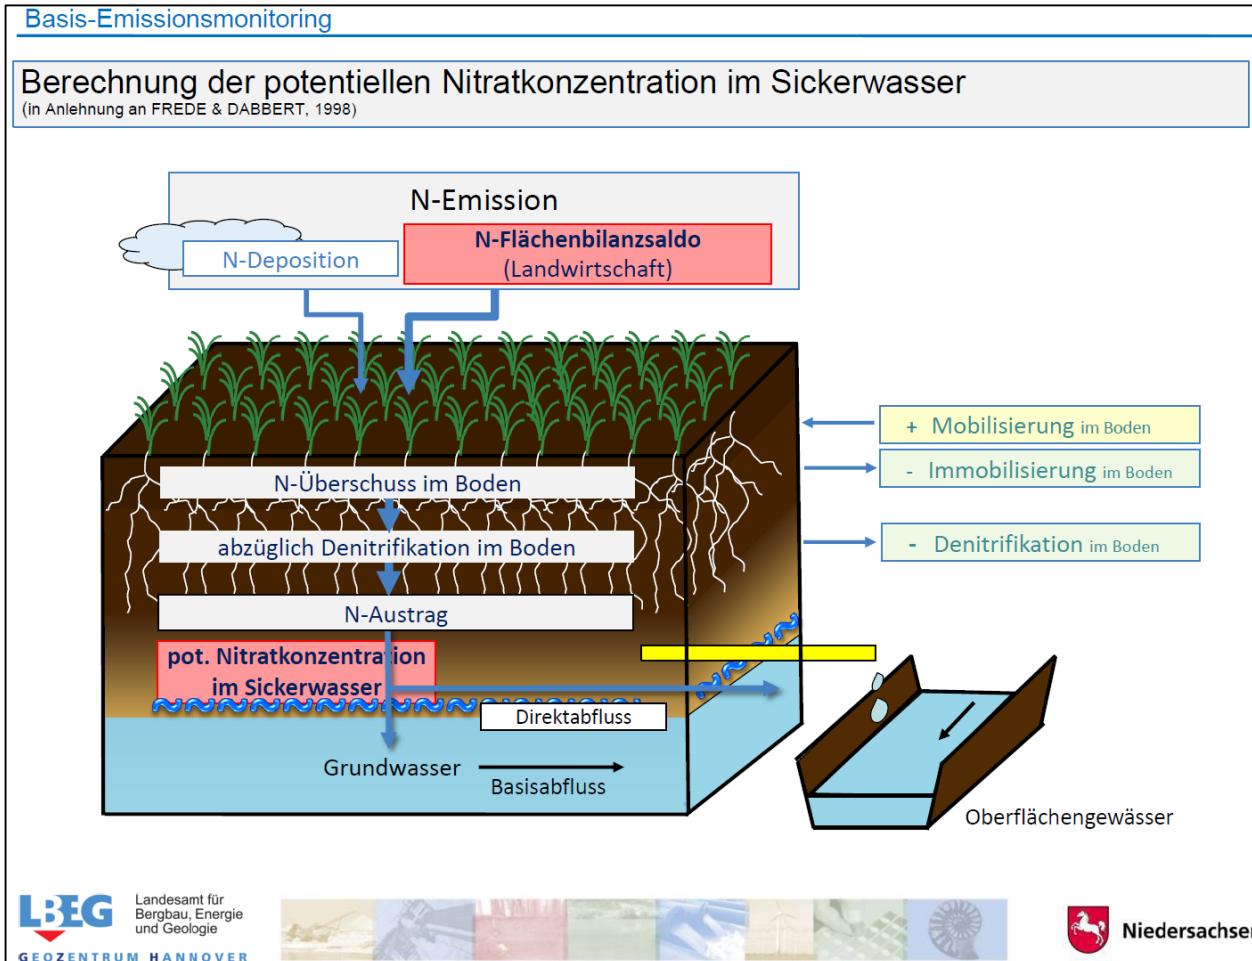 Basis-Emissionsmonitoring
Berechnung der potentiellen Nitratkonzentration im Sickerwasser
(in Anlehnung an FREDE & DABBERT, 1998)
N-Emission
N-Deposition
N-Flächenbilanzsaldo
(Landwirtschaft)
+ Mobilisierung im Boden
- Immobilisierung im Boden
- Denitrifikation im Boden
N-Überschuss im Boden
abzüglich Denitrifikation im Boden
N-Austrag
pot. Nitratkonzentration
im Sickerwasser
Direktabfluss
Grundwasser
Basisabfluss
Oberflächengewässer
LBEG
Landesamt für
Bergbau, Energie
und Geologie
GEOZENTRUM HANNOVER
Niedersachsen